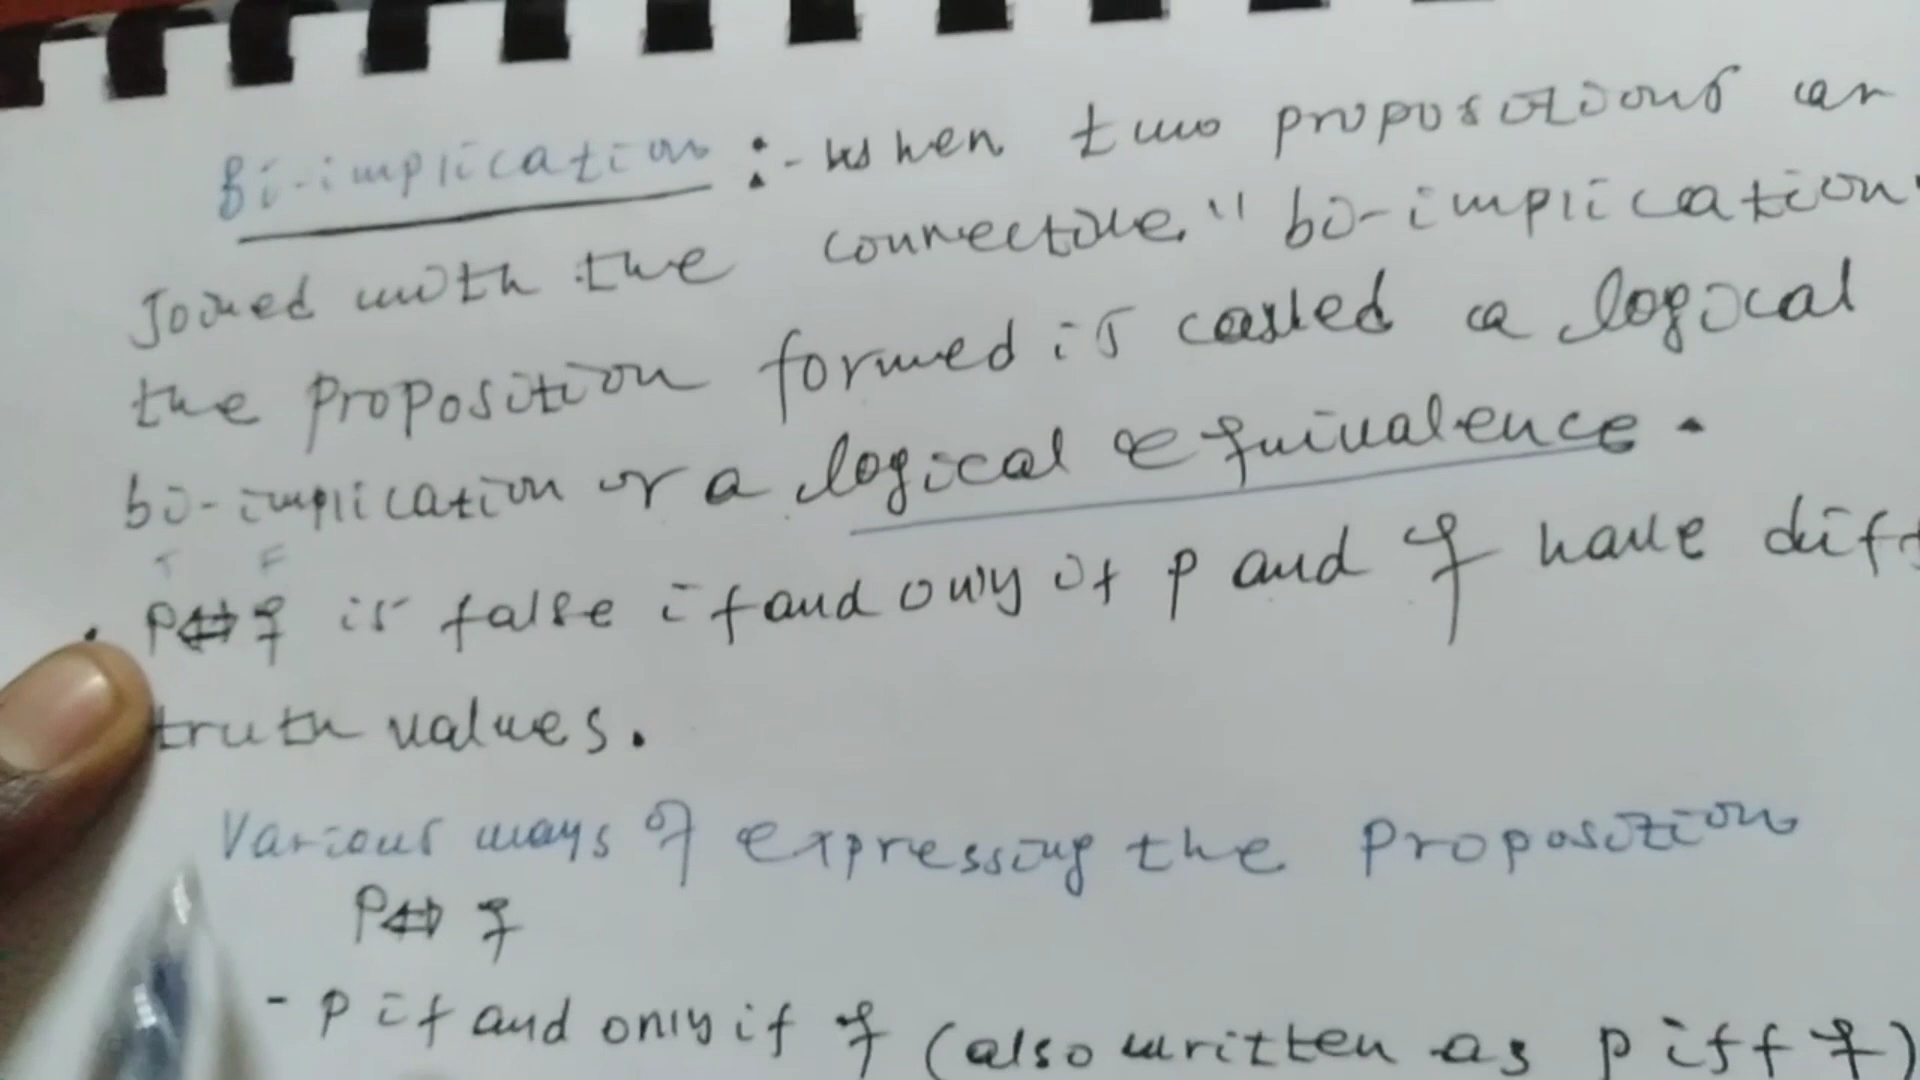 Bi-implication :- when two propositions ar
Joined with the connective "bi-implication"
the proposition formed is called a logical
bi-implication or a logical equivalence.
T F
• P⇔q is false if and only if p and q have diff
truth values.
Various ways of expressing the proposition
P⇔q
- p if and only if q (also written as p iff q)